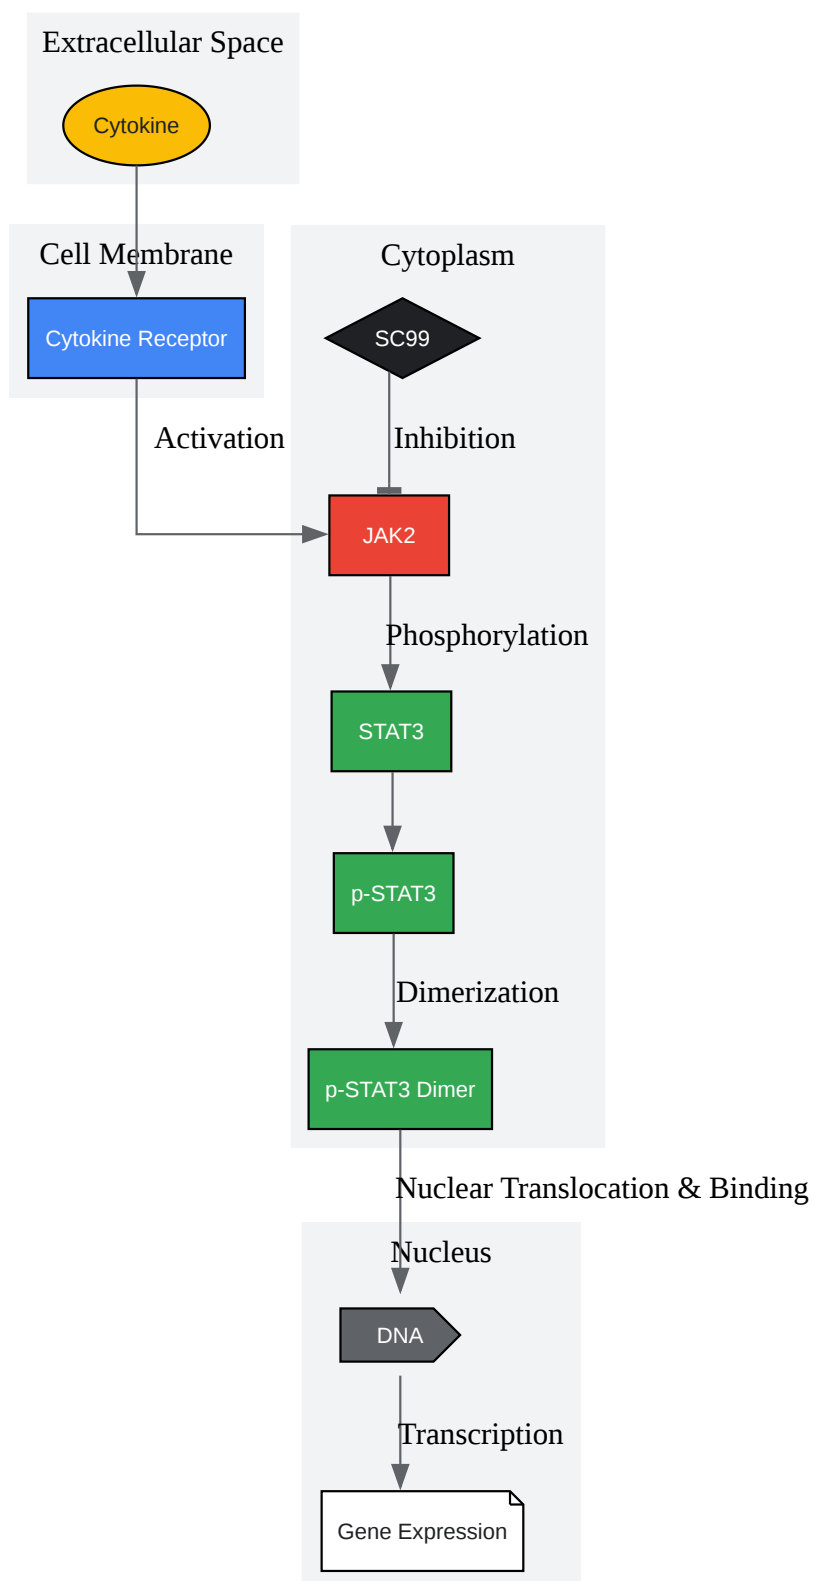 Extracellular Space
Cytokine
Cell Membrane
Cytoplasm
Cytokine Receptor
SC99
Activation
Inhibition
JAK2
Phosphorylation
STAT3
p-STAT3
Dimerization
p-STAT3 Dimer
Nuclear Translocation & Binding
Nucleus
DNA
Transcription
Gene Expression